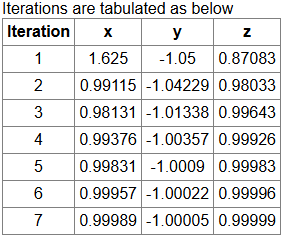 Iterations are tabulated as below
Iteration x y z
1 1.625 -1.05 0.87083
2 0.99115 -1.04229 0.98033
3 0.98131 -1.01338 0.99643
4 0.99376 -1.00357 0.99926
5 0.99831 -1.0009 0.99983
6 0.99957 -1.00022 0.99996
7 0.99989 -1.00005 0.99999